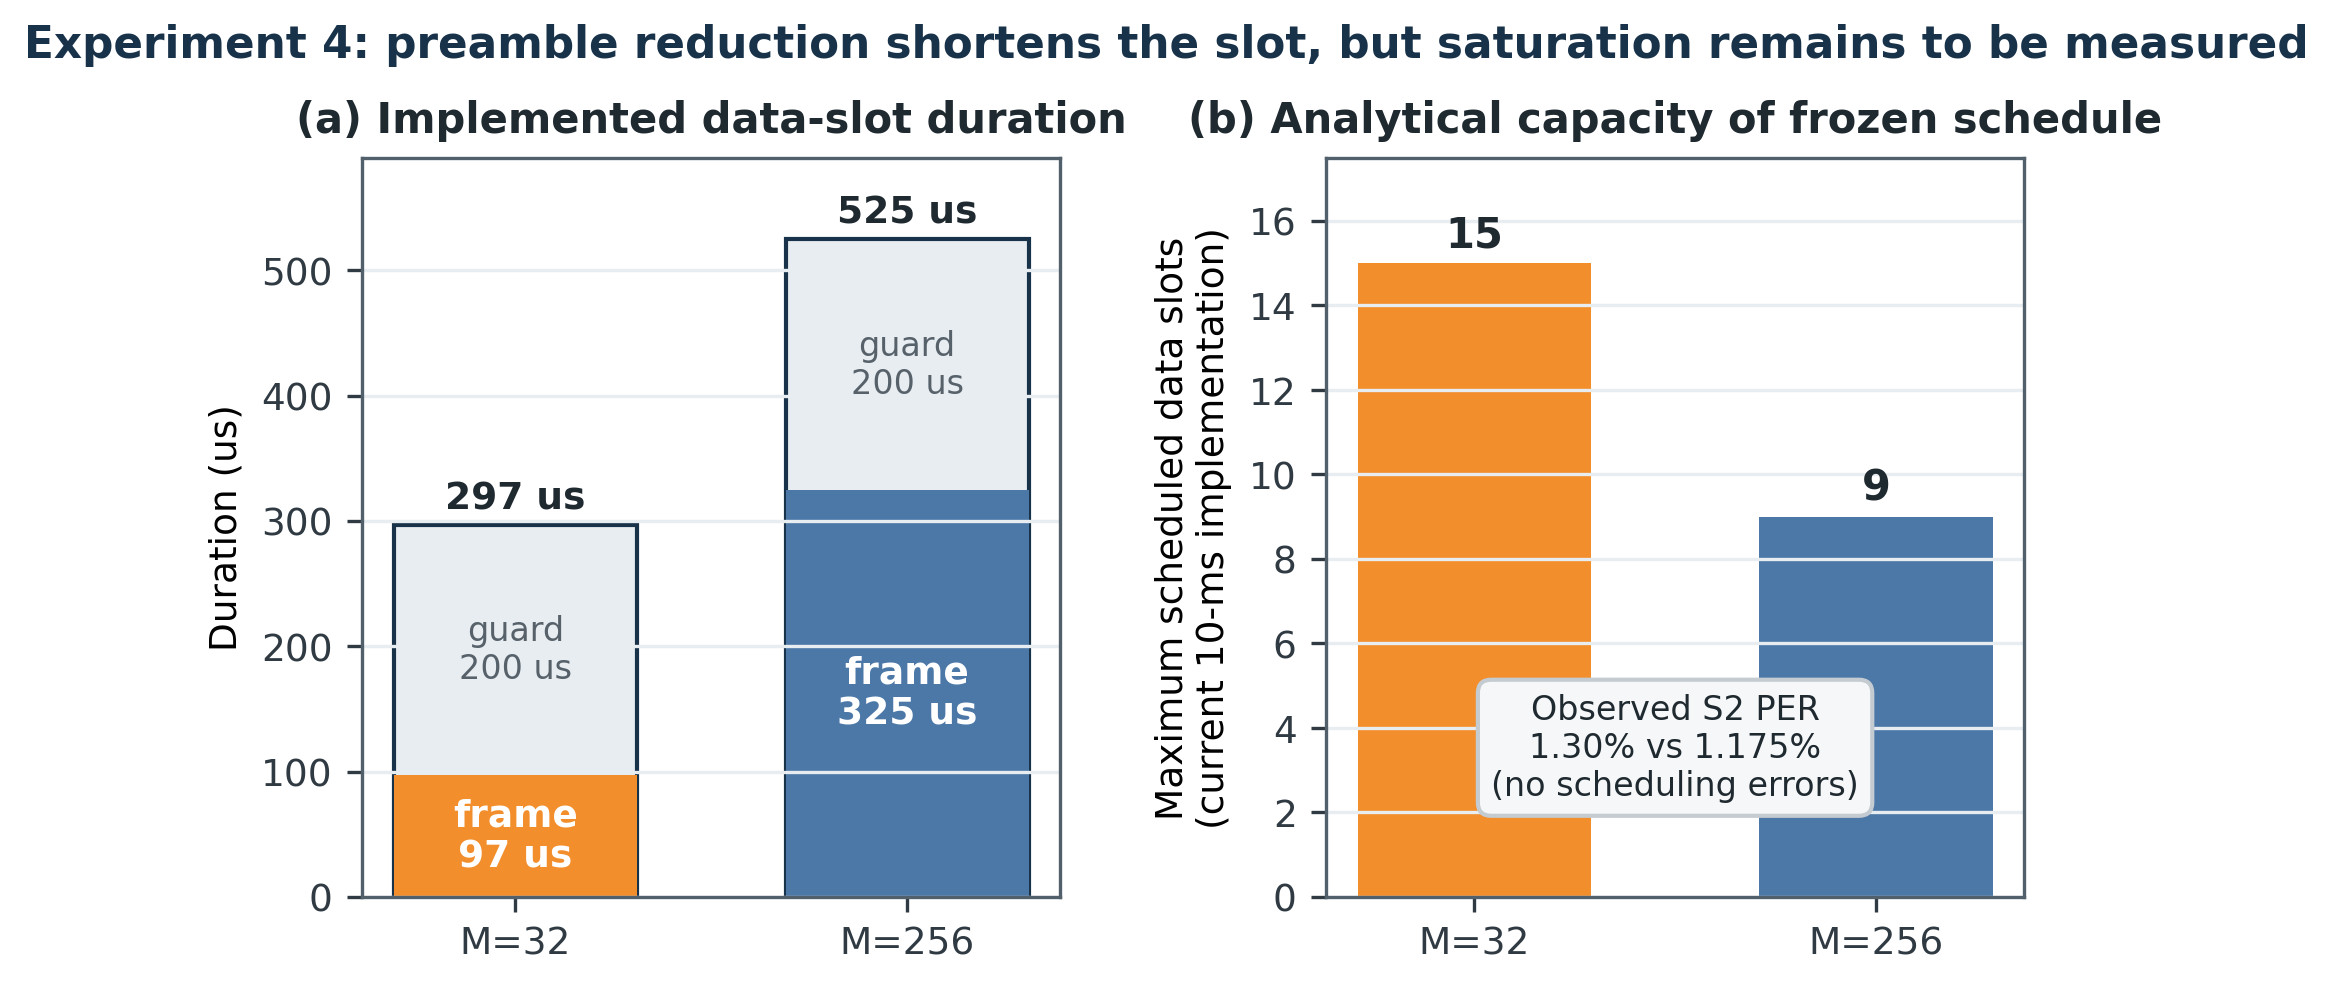 Experiment 4: preamble reduction shortens the slot, but saturation remains to be measured
(a) Implemented data-slot duration
Duration (us)
500
400
300
200
100
0
297 us
guard
200 us
frame
97 us
525 us
guard
200 us
frame
325 us
M=32
M=256
(b) Analytical capacity of frozen schedule
Maximum scheduled data slots
(current 10-ms implementation)
16
14
12
10
8
6
4
2
0
15
9
Observed S2 PER
1.30% vs 1.175%
(no scheduling errors)
M=32
M=256